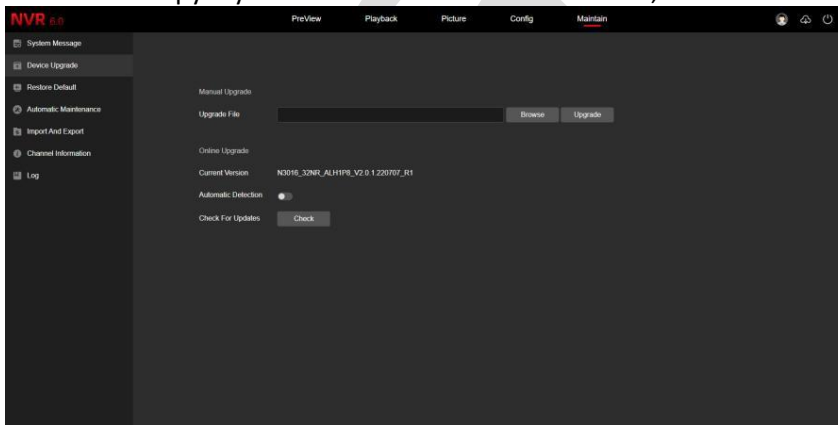 NVR 6.0 PreView Playback Picture Config Maintain
System Message
Device Upgrade
Restore Default
Automatic Maintenance
Import And Export
Channel Information
Log
Manual Upgrade
Upgrade File Browse Upgrade
Online Upgrade
Current Version N3016_32NR_ALH1P8_V2.0.1.220707_R1
Automatic Detection
Check For Updates Check